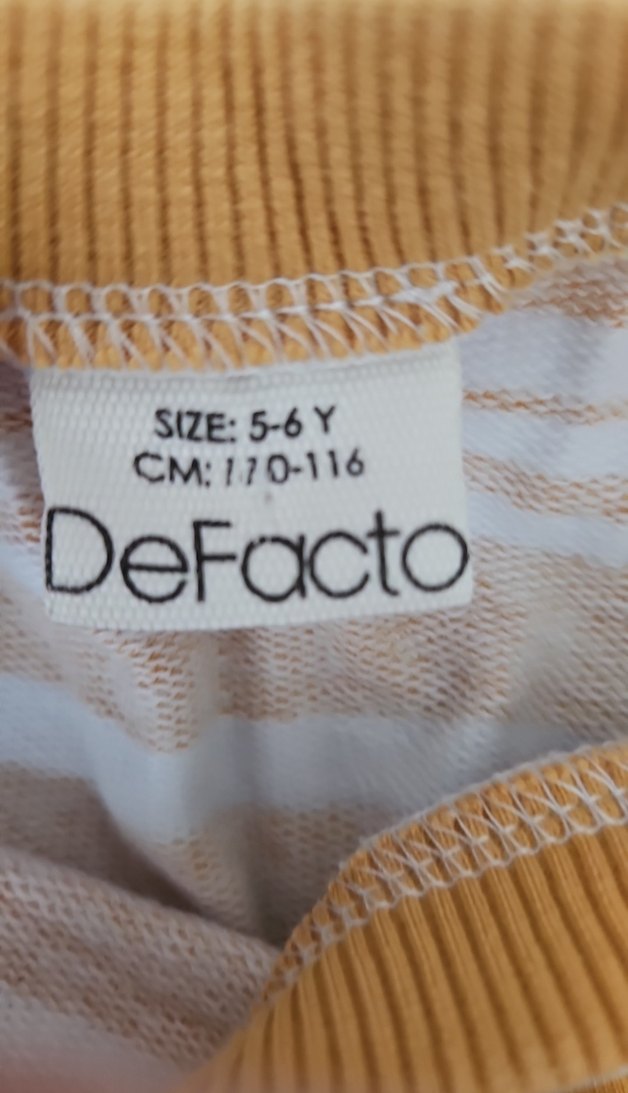 SIZE: 5-6 Y
CM: 110-116
DeFacto